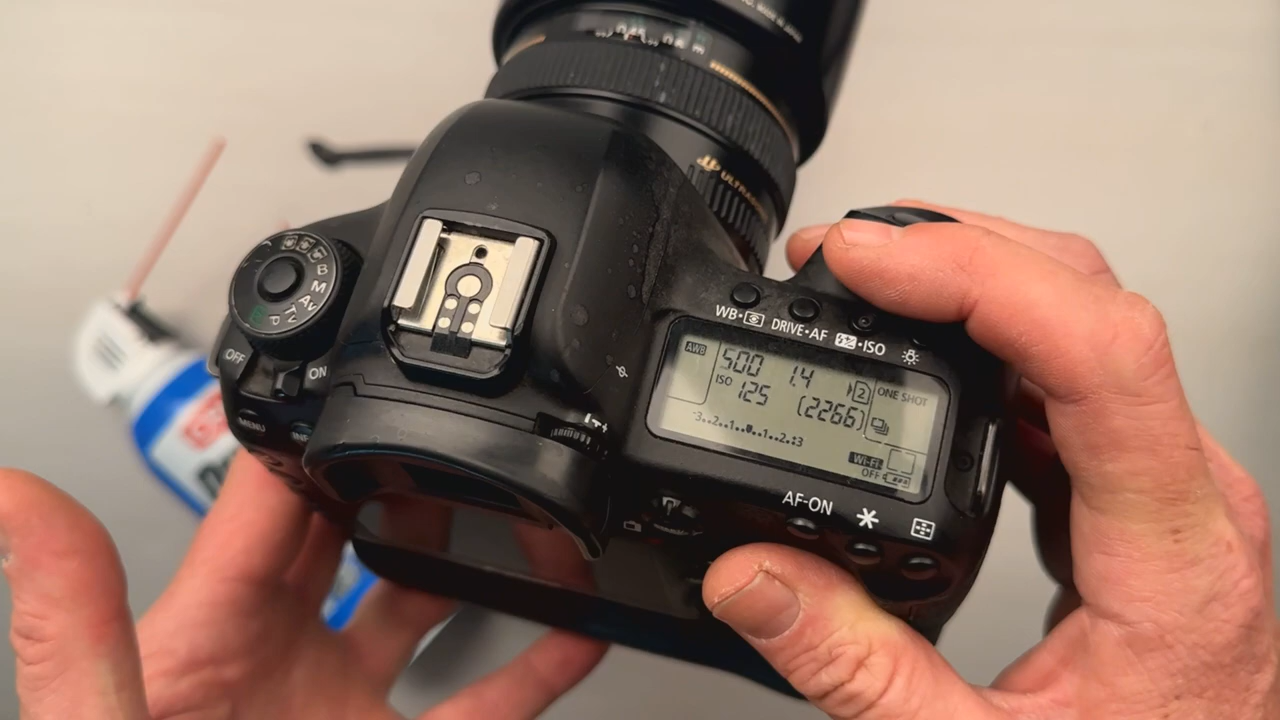 ULTRASONIC
B
M
Av
Tv
P
OFF
ON
MENU
WB· DRIVE·AF ·ISO
AWB
500 1.4 2 ONE SHOT
ISO 125 (2266)
-3..2..1..0..1..2.:3
Wi-Fi
OFF
AF-ON